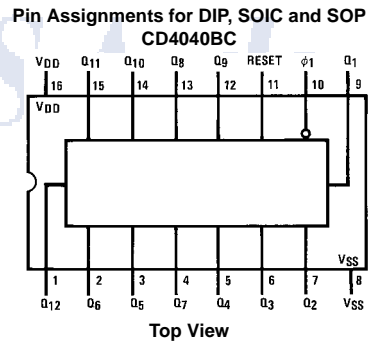 Pin Assignments for DIP, SOIC and SOP
CD4040BC
VDD Q11 Q10 Q8 Q9 RESET ϕ1 Q1
16 15 14 13 12 11 10 9
VDD
VSS
1 2 3 4 5 6 7 8
Q12 Q6 Q5 Q7 Q4 Q3 Q2 VSS
Top View